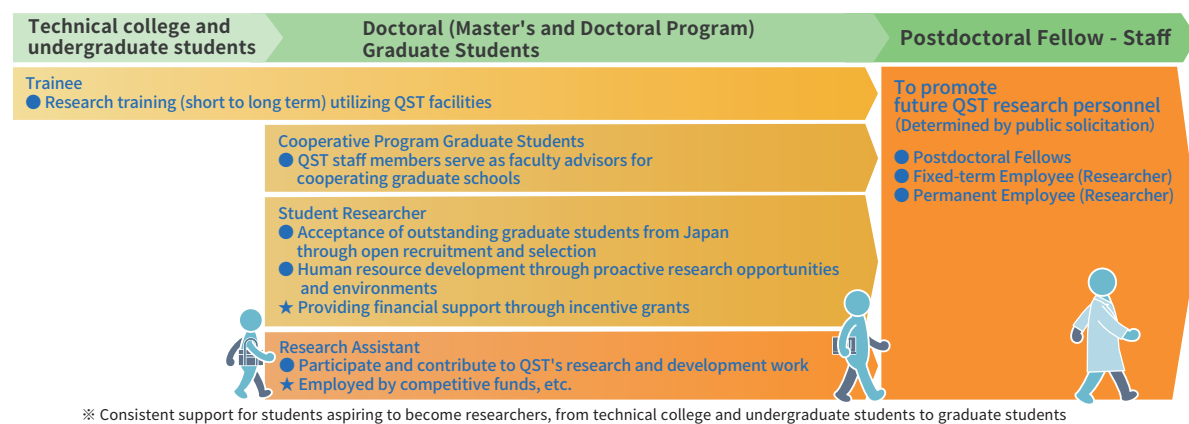 Technical college and
undergraduate students
Doctoral (Master's and Doctoral Program)
Graduate Students
Postdoctoral Fellow - Staff
Trainee
● Research training (short to long term) utilizing QST facilities
Cooperative Program Graduate Students
● QST staff members serve as faculty advisors for
cooperating graduate schools
Student Researcher
● Acceptance of outstanding graduate students from Japan
through open recruitment and selection
● Human resource development through proactive research opportunities
and environments
★ Providing financial support through incentive grants
Research Assistant
● Participate and contribute to QST's research and development work
★ Employed by competitive funds, etc.
To promote
future QST research personnel
(Determined by public solicitation)
● Postdoctoral Fellows
● Fixed-term Employee (Researcher)
● Permanent Employee (Researcher)
※ Consistent support for students aspiring to become researchers, from technical college and undergraduate students to graduate students